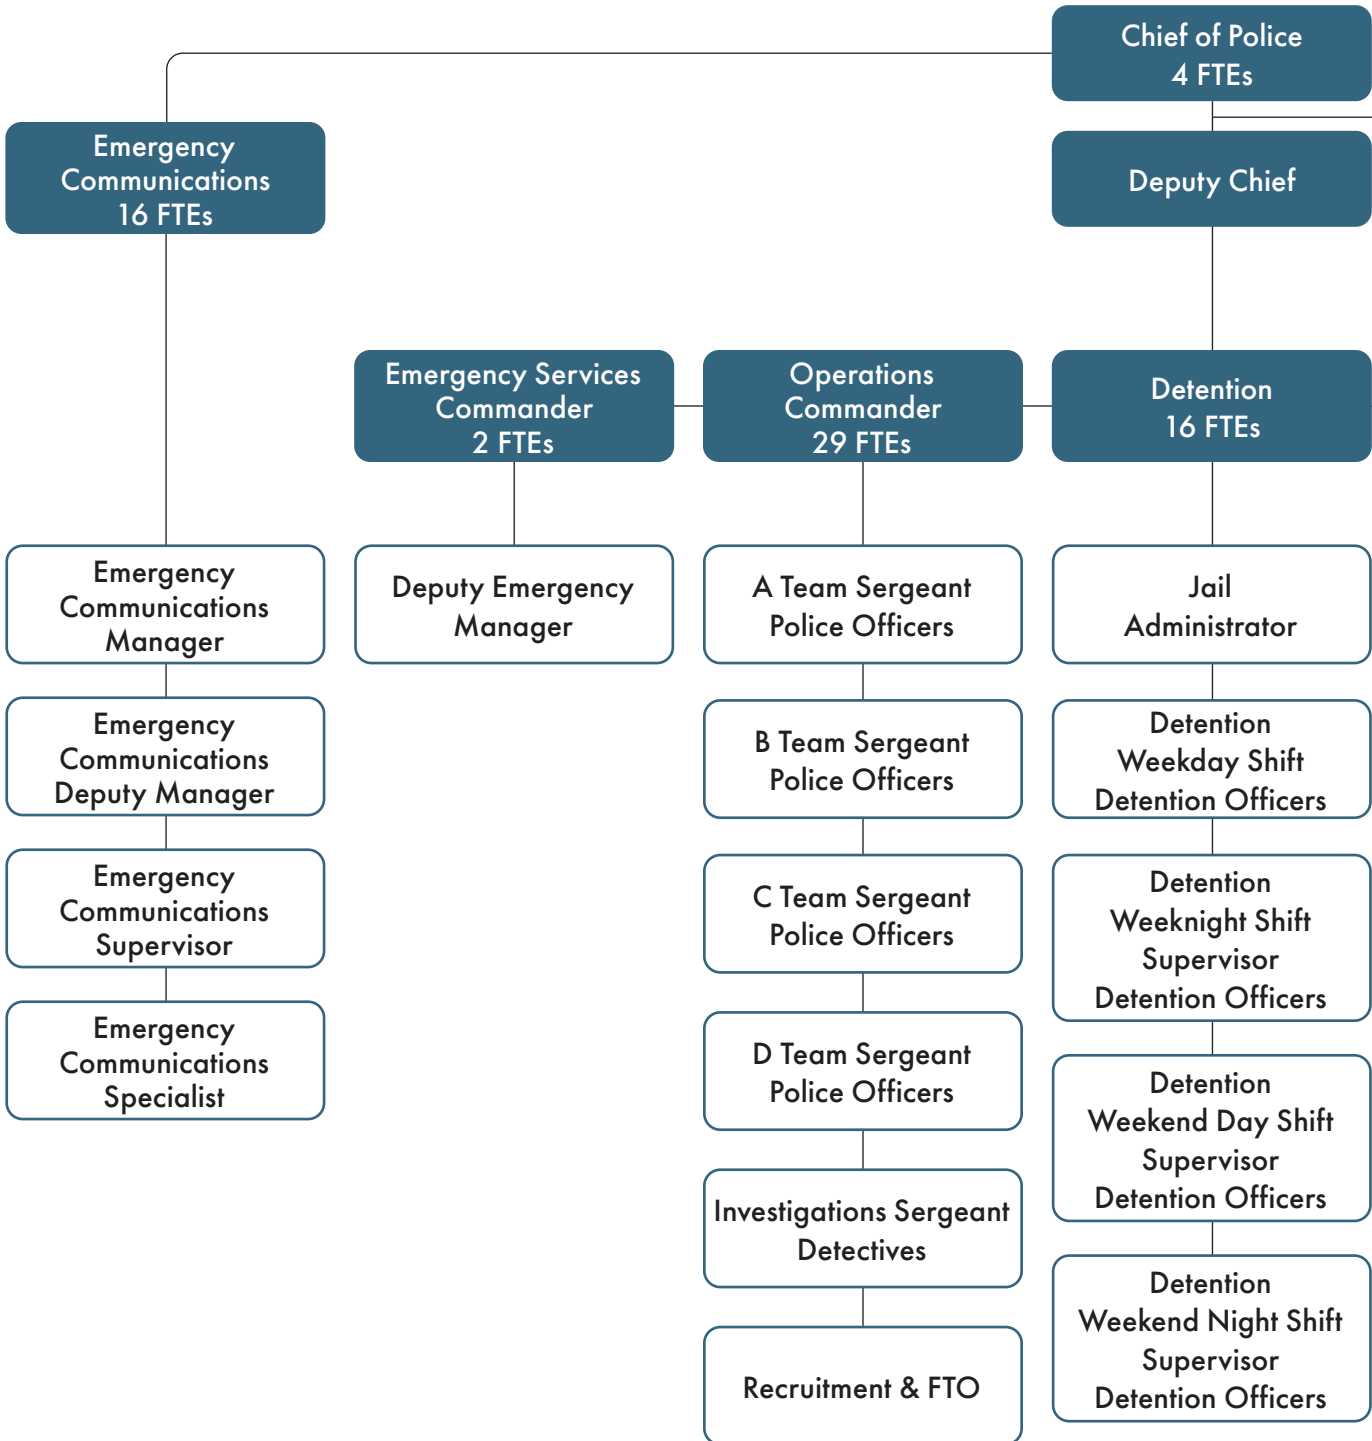 Chief of Police
4 FTEs
Emergency
Communications
16 FTEs
Deputy Chief
Emergency Services
Commander
2 FTEs
Operations
Commander
29 FTEs
Detention
16 FTEs
Emergency
Communications
Manager
Emergency
Communications
Deputy Manager
Emergency
Communications
Supervisor
Emergency
Communications
Specialist
Deputy Emergency
Manager
A Team Sergeant
Police Officers
B Team Sergeant
Police Officers
C Team Sergeant
Police Officers
D Team Sergeant
Police Officers
Investigations Sergeant
Detectives
Recruitment & FTO
Jail
Administrator
Detention
Weekday Shift
Detention Officers
Detention
Weeknight Shift
Supervisor
Detention Officers
Detention
Weekend Day Shift
Supervisor
Detention Officers
Detention
Weekend Night Shift
Supervisor
Detention Officers